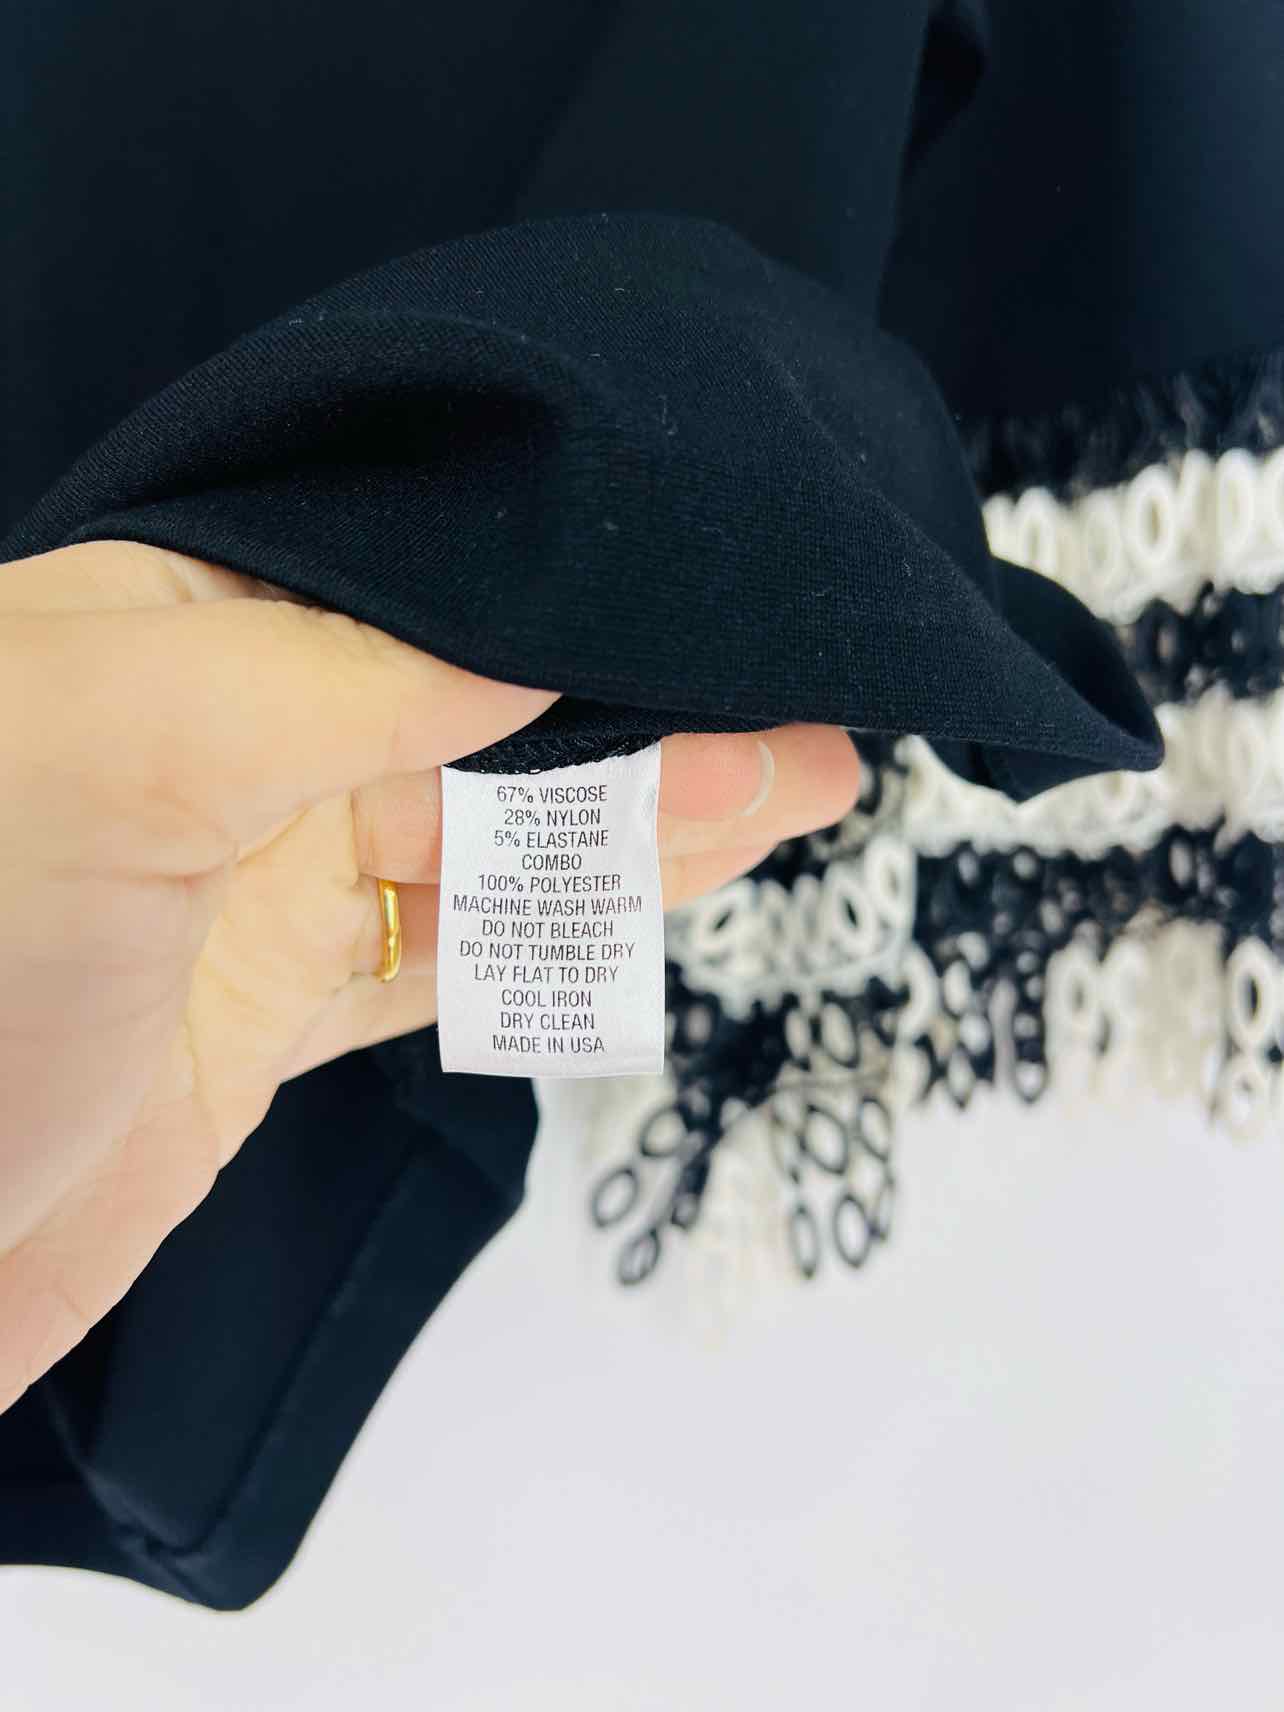 67% VISCOSE
28% NYLON
5% ELASTANE
COMBO
100% POLYESTER
MACHINE WASH WARM
DO NOT BLEACH
DO NOT TUMBLE DRY
LAY FLAT TO DRY
COOL IRON
DRY CLEAN
MADE IN USA